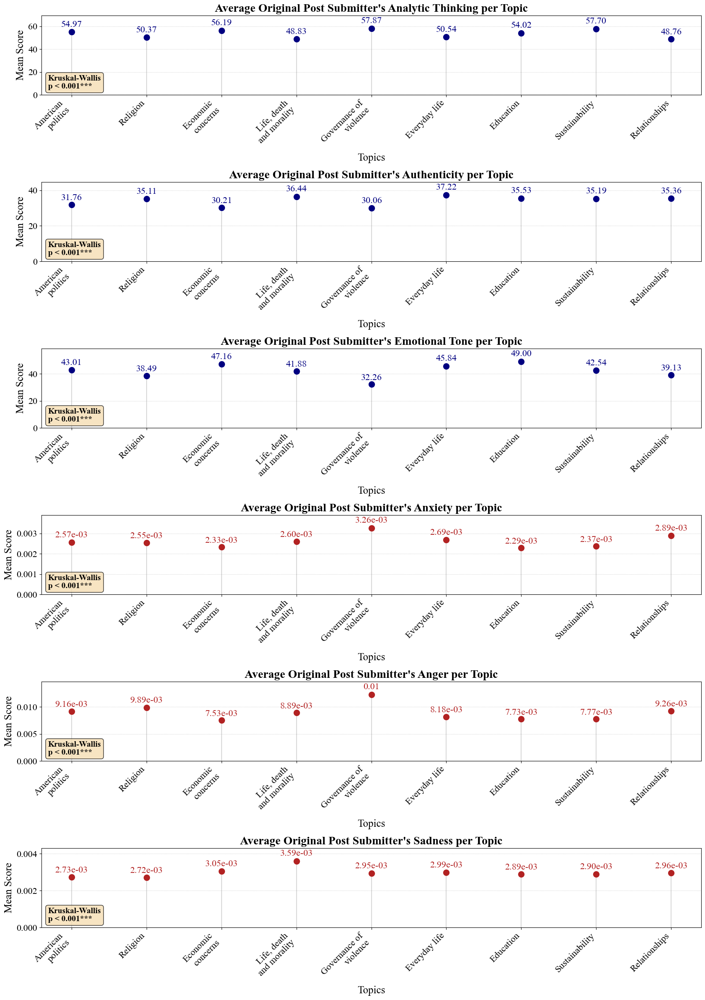 Average Original Post Submitter's Analytic Thinking per Topic
Mean Score
60
40
20
0
54.97
50.37
56.19
48.83
57.87
50.54
54.02
57.70
48.76
Kruskal-Wallis
p < 0.001***
American
politics
Religion
Economic
concerns
Life, death
and morality
Governance of
violence
Everyday life
Education
Sustainability
Relationships
Topics
Average Original Post Submitter's Authenticity per Topic
Mean Score
40
20
0
31.76
35.11
30.21
36.44
30.06
37.22
35.53
35.19
35.36
Kruskal-Wallis
p < 0.001***
American
politics
Religion
Economic
concerns
Life, death
and morality
Governance of
violence
Everyday life
Education
Sustainability
Relationships
Topics
Average Original Post Submitter's Emotional Tone per Topic
Mean Score
40
20
0
43.01
38.49
47.16
41.88
32.26
45.84
49.00
42.54
39.13
Kruskal-Wallis
p < 0.001***
American
politics
Religion
Economic
concerns
Life, death
and morality
Governance of
violence
Everyday life
Education
Sustainability
Relationships
Topics
Average Original Post Submitter's Anxiety per Topic
Mean Score
0.003
0.002
0.001
0.000
2.57e-03
2.55e-03
2.33e-03
2.60e-03
3.26e-03
2.69e-03
2.29e-03
2.37e-03
2.89e-03
Kruskal-Wallis
p < 0.001***
American
politics
Religion
Economic
concerns
Life, death
and morality
Governance of
violence
Everyday life
Education
Sustainability
Relationships
Topics
Average Original Post Submitter's Anger per Topic
Mean Score
0.010
0.005
0.000
9.16e-03
9.89e-03
7.53e-03
8.89e-03
0.01
8.18e-03
7.73e-03
7.77e-03
9.26e-03
Kruskal-Wallis
p < 0.001***
American
politics
Religion
Economic
concerns
Life, death
and morality
Governance of
violence
Everyday life
Education
Sustainability
Relationships
Topics
Average Original Post Submitter's Sadness per Topic
Mean Score
0.004
0.002
0.000
2.73e-03
2.72e-03
3.05e-03
3.59e-03
2.95e-03
2.99e-03
2.89e-03
2.90e-03
2.96e-03
Kruskal-Wallis
p < 0.001***
American
politics
Religion
Economic
concerns
Life, death
and morality
Governance of
violence
Everyday life
Education
Sustainability
Relationships
Topics